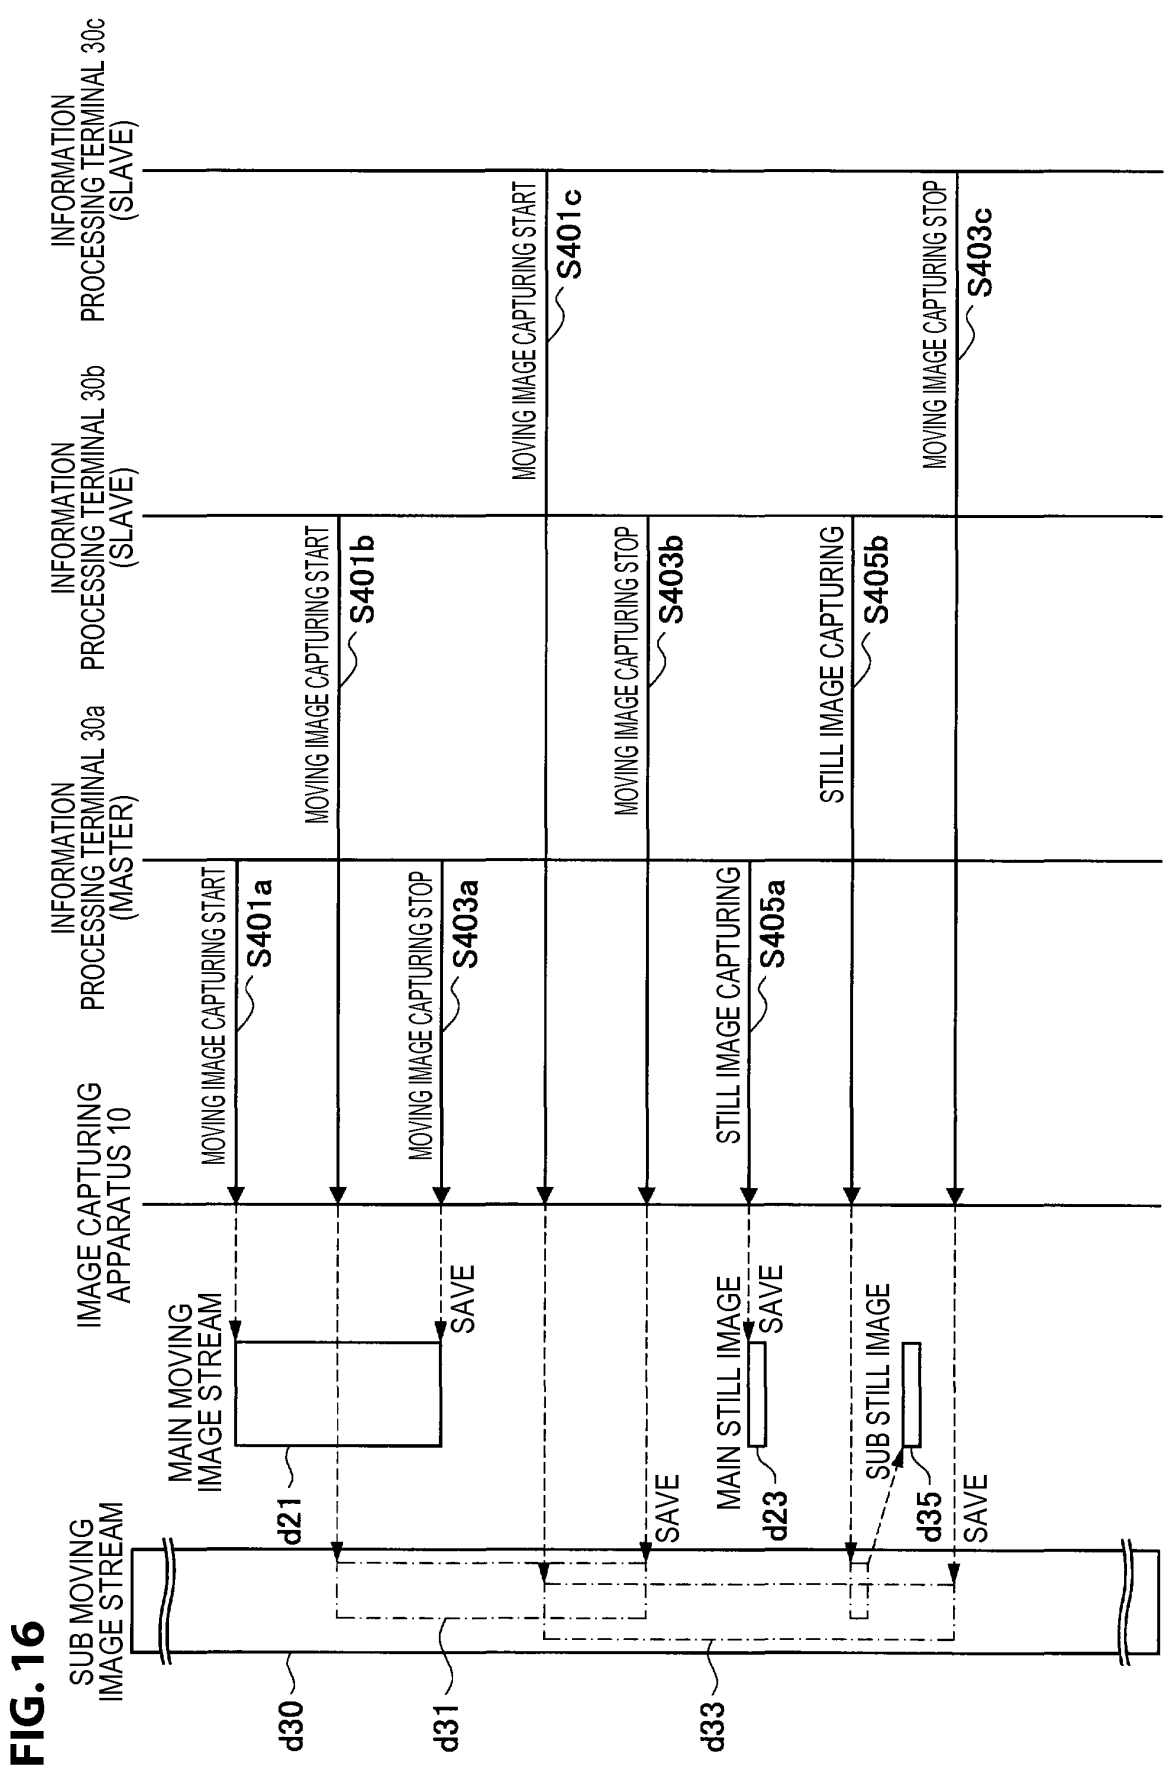 FIG. 16
SUB MOVING
IMAGE STREAM
MAIN MOVING
IMAGE STREAM
IMAGE CAPTURING
APPARATUS 10
INFORMATION
PROCESSING TERMINAL 30a
(MASTER)
INFORMATION
PROCESSING TERMINAL 30b
(SLAVE)
INFORMATION
PROCESSING TERMINAL 30c
(SLAVE)
MOVING IMAGE CAPTURING START
S401a
d21
d30
MOVING IMAGE CAPTURING START
S401b
MOVING IMAGE CAPTURING STOP
S403a
SAVE
d31
MOVING IMAGE CAPTURING START
S401c
MOVING IMAGE CAPTURING STOP
S403b
SAVE
d33
STILL IMAGE CAPTURING
S405a
MAIN STILL IMAGE
SAVE
d23
STILL IMAGE CAPTURING
S405b
SUB STILL IMAGE
d35
MOVING IMAGE CAPTURING STOP
S403c
SAVE